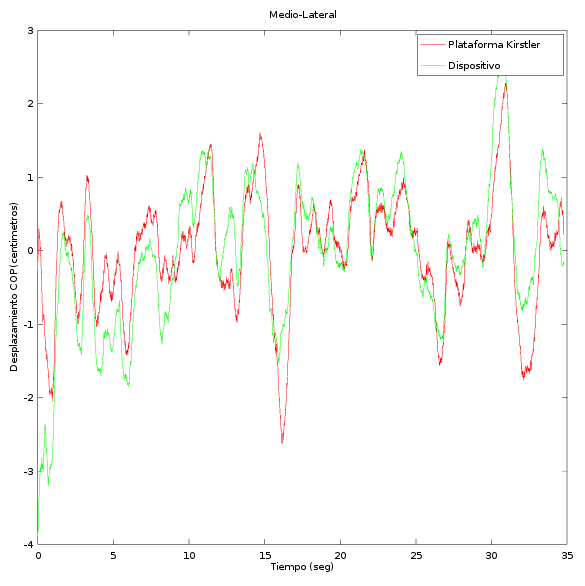 Medio-Lateral
Plataforma Kirstler
Dispositivo
3
2
1
0
-1
-2
-3
-4
Desplazamiento COP(centimetros)
0 5 10 15 20 25 30 35
Tiempo (seg)